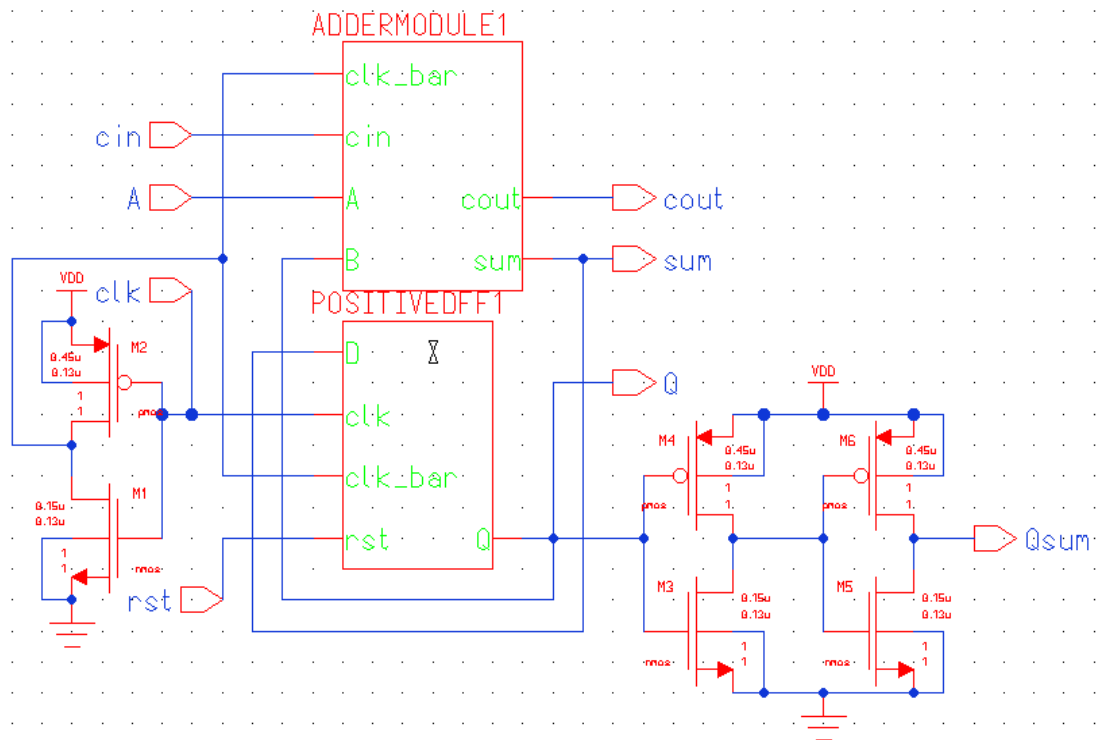 ADDERMODULE1
clk_bar
cin
cin
A
A
cout
cout
B
sum
sum
VDD
clk
POSITIVEDFF1
M2
0.45u
0.13u
1
1
pmos
D
Q
clk
clk_bar
rst
Q
M1
0.15u
0.13u
1
1
nmos
rst
VDD
M4
0.45u
0.13u
1
1
pmos
M6
0.45u
0.13u
1
1
pmos
Qsum
M3
0.15u
0.13u
1
1
nmos
M5
0.15u
0.13u
1
1
nmos